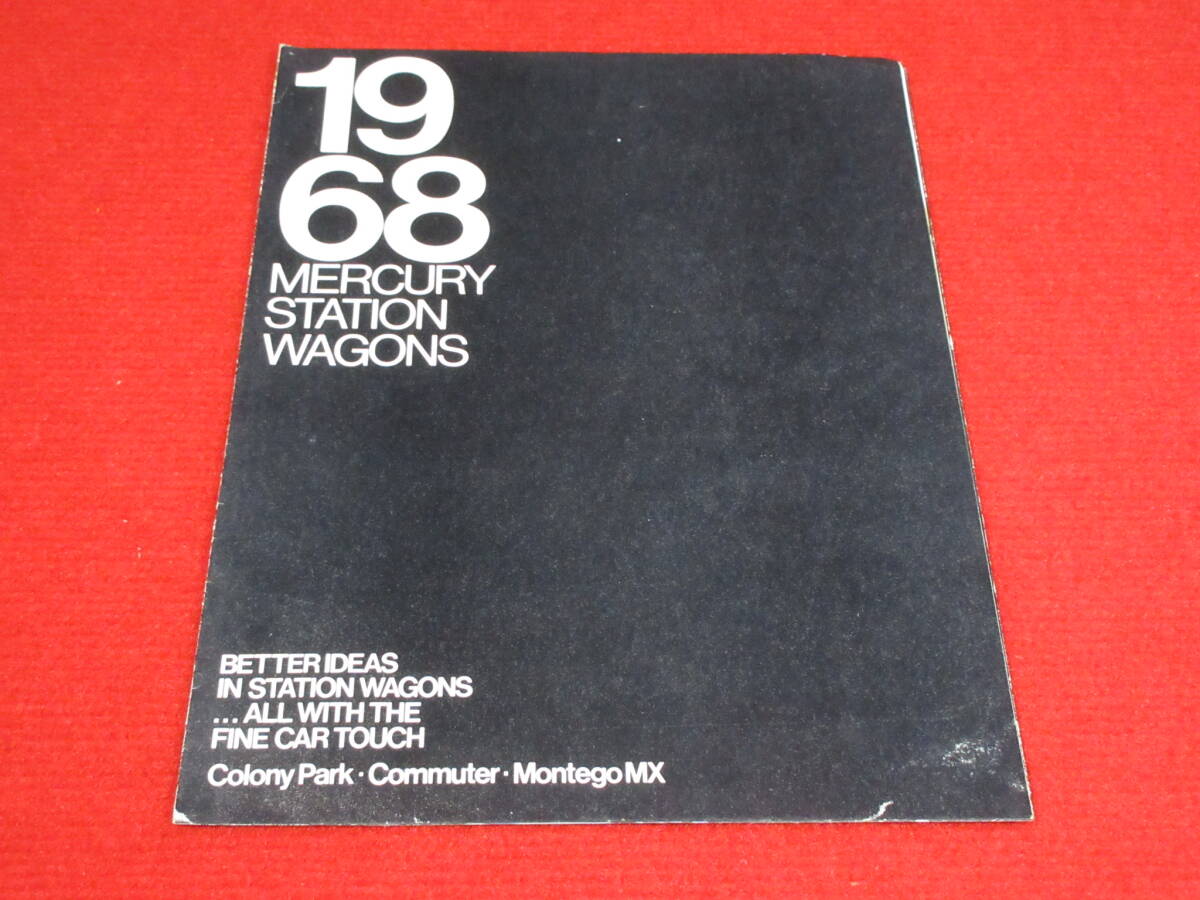 19
68
MERCURY
STATION
WAGONS
BETTER IDEAS
IN STATION WAGONS
...ALL WITH THE
FINE CAR TOUCH
Colony Park · Commuter · Montego MX